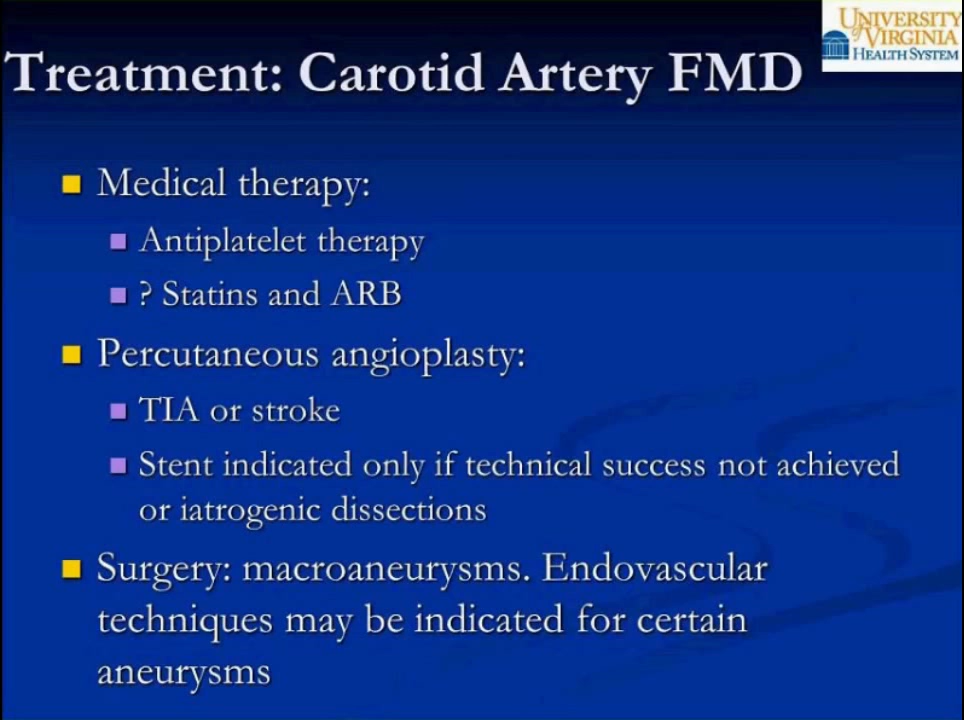 UNIVERSITY
of VIRGINIA
HEALTH SYSTEM
Treatment: Carotid Artery FMD
Medical therapy:
Antiplatelet therapy
? Statins and ARB
Percutaneous angioplasty:
TIA or stroke
Stent indicated only if technical success not achieved
or iatrogenic dissections
Surgery: macroaneurysms. Endovascular
techniques may be indicated for certain
aneurysms